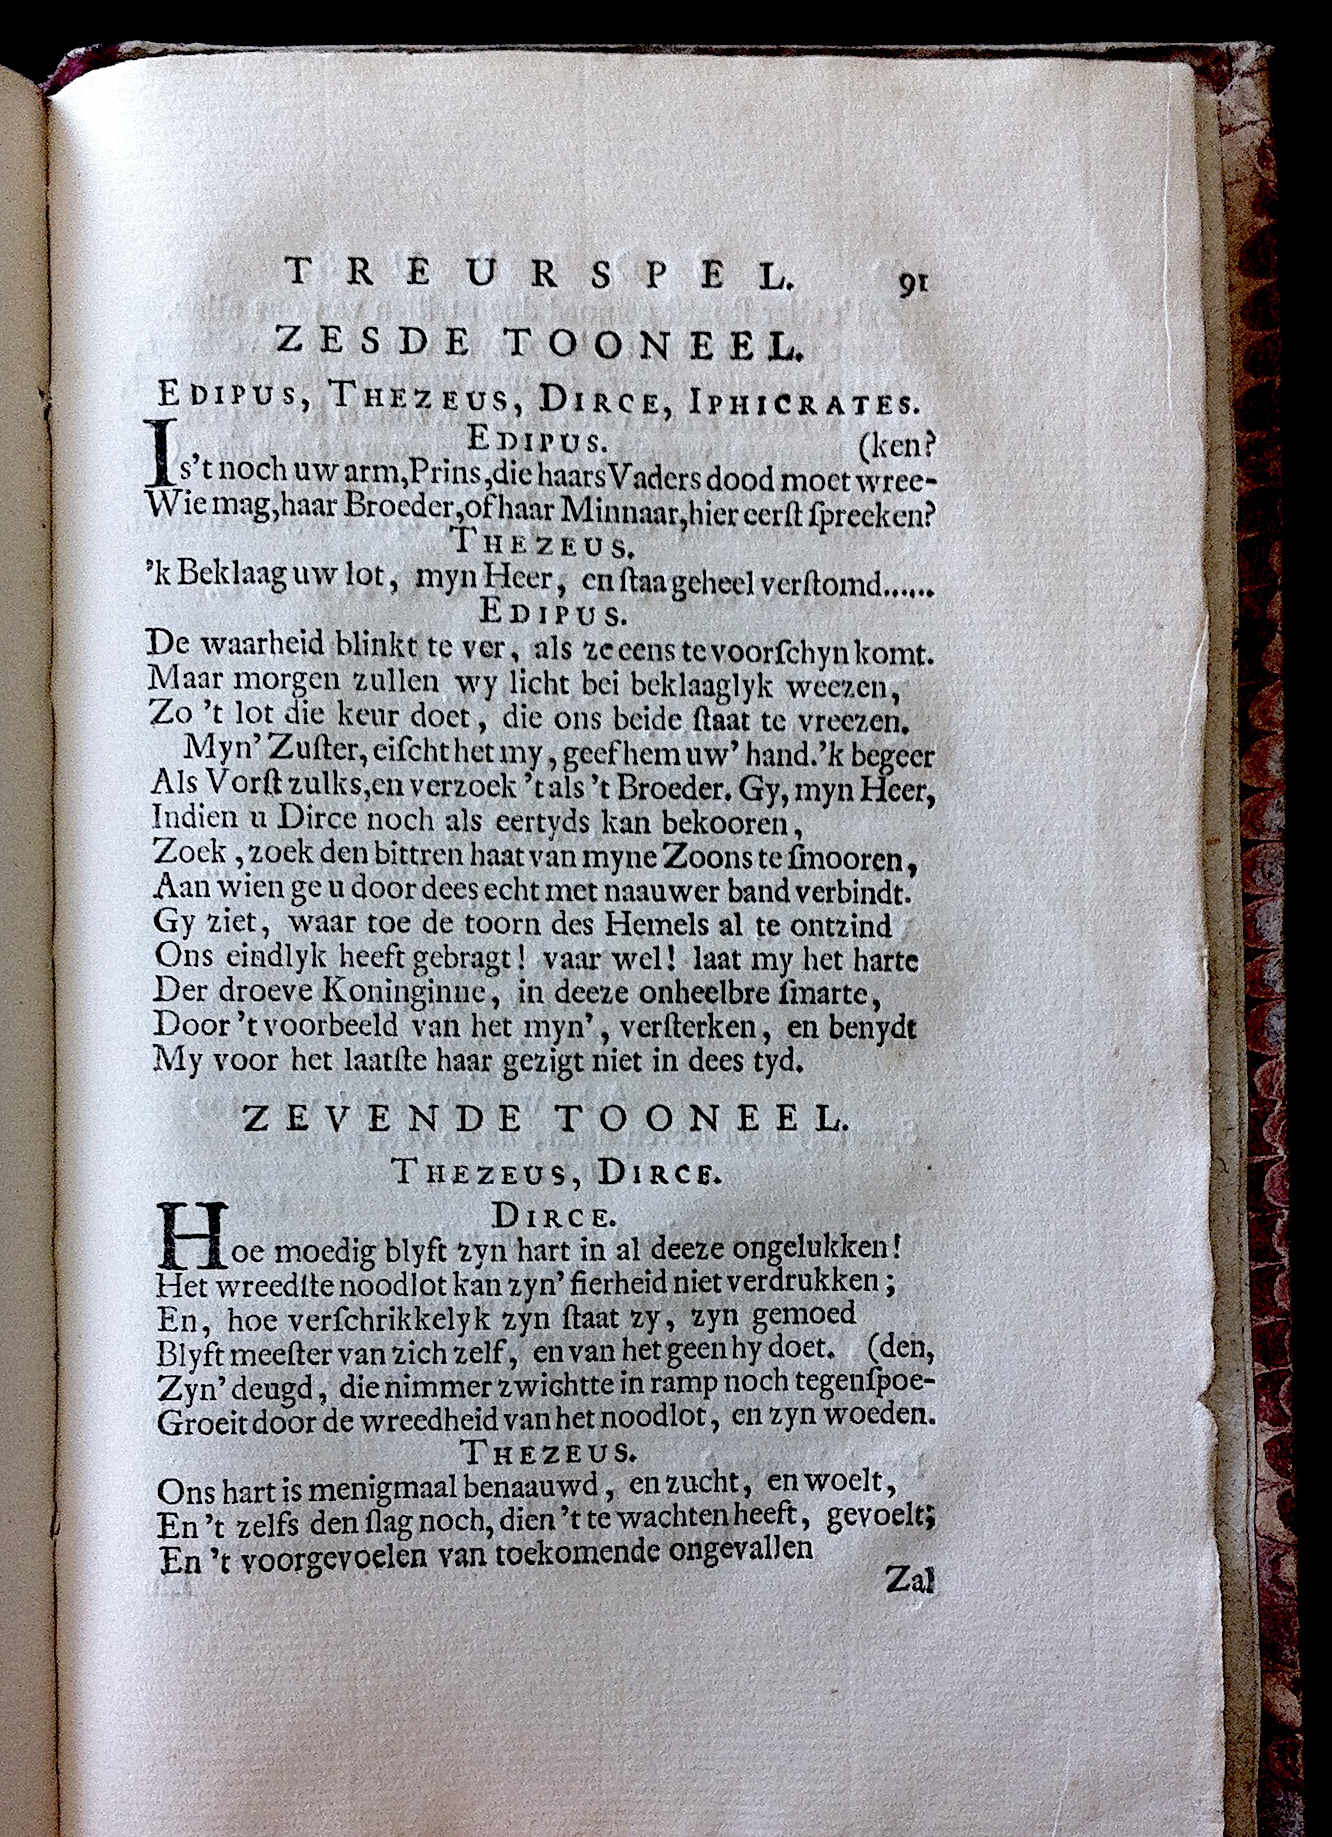 TREURSPEL. 91
ZESDE TOONEEL.
EDIPUS, THEZEUS, DIRCE, IPHICRATES.
EDIPUS. (ken?
Is't noch uw arm, Prins, die haars Vaders dood moet wree-
Wie mag, haar Broeder, of haar Minnaar, hier eerſt ſpreeken?
THEZEUS.
'k Beklaag uw lot, myn Heer, en ſtaa geheel verſtomd......
EDIPUS.
De waarheid blinkt te ver, als ze eens te voorſchyn komt.
Maar morgen zullen wy licht bei beklaaglyk weezen,
Zo 't lot die keur doet, die ons beide ſtaat te vreezen.
Myn' Zuſter, eiſcht het my, geef hem uw' hand. 'k begeer
Als Vorſt zulks, en verzoek 't als 't Broeder. Gy, myn Heer,
Indien u Dirce noch als eertyds kan bekooren,
Zoek, zoek den bittren haat van myne Zoons te ſmooren,
Aan wien ge u door dees echt met naauwer band verbindt.
Gy ziet, waar toe de toorn des Hemels al te ontzind
Ons eindlyk heeft gebragt! vaar wel! laat my het harte
Der droeve Koninginne, in deeze onheelbre ſmarte,
Door 't voorbeeld van het myn', verſterken, en benydt
My voor het laatſte haar gezigt niet in dees tyd.
ZEVENDE TOONEEL.
THEZEUS, DIRCE.
DIRCE.
Hoe moedig blyft zyn hart in al deeze ongelukken!
Het wreedſte noodlot kan zyn' fierheid niet verdrukken;
En, hoe verſchrikkelyk zyn ſtaat zy, zyn gemoed
Blyft meeſter van zich zelf, en van het geen hy doet. (den,
Zyn' deugd, die nimmer zwichtte in ramp noch tegenſpoe-
Groeit door de wreedheid van het noodlot, en zyn woeden.
THEZEUS.
Ons hart is menigmaal benaauwd, en zucht, en woelt,
En 't zelfs den ſlag noch, dien 't te wachten heeft, gevoelt;
En 't voorgevoelen van toekomende ongevallen
Zal